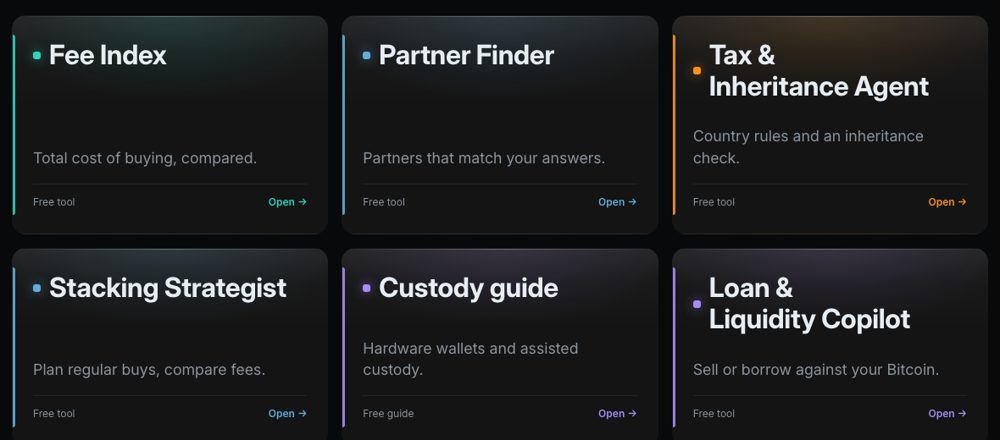 Fee Index
Total cost of buying, compared.
Free tool
Open →
Partner Finder
Partners that match your answers.
Free tool
Open →
Tax &
Inheritance Agent
Country rules and an inheritance
check.
Free tool
Open →
Stacking Strategist
Plan regular buys, compare fees.
Free tool
Open →
Custody guide
Hardware wallets and assisted
custody.
Free guide
Open →
Loan &
Liquidity Copilot
Sell or borrow against your Bitcoin.
Free tool
Open →